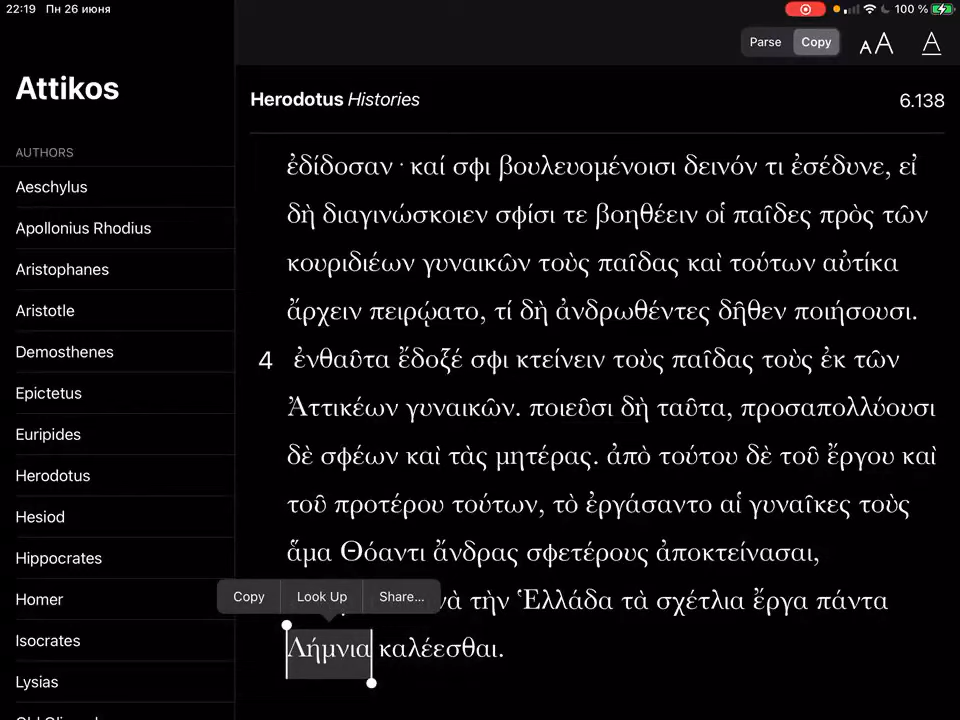 22:19 Пн 26 июня
100 %
Parse Copy AA A
Attikos
Herodotus Histories
6.138
AUTHORS
Aeschylus
Apollonius Rhodius
Aristophanes
Aristotle
Demosthenes
Epictetus
Euripides
Herodotus
Hesiod
Hippocrates
Homer
Isocrates
Lysias
ἐδίδοσαν· καί σφι βουλευομένοισι δεινόν τι ἐσέδυνε, εἰ
δὴ διαγινώσκοιεν σφίσι τε βοηθέειν οἱ παῖδες πρὸς τῶν
κουριδιέων γυναικῶν τοὺς παῖδας καὶ τούτων αὐτίκα
ἄρχειν πειρῴατο, τί δὴ ἀνδρωθέντες δῆθεν ποιήσουσι.
4 ἐνθαῦτα ἔδοξέ σφι κτείνειν τοὺς παῖδας τοὺς ἐκ τῶν
Ἀττικέων γυναικῶν. ποιεῦσι δὴ ταῦτα, προσαπολλύουσι
δὲ σφέων καὶ τὰς μητέρας. ἀπὸ τούτου δὲ τοῦ ἔργου καὶ
τοῦ προτέρου τούτων, τὸ ἐργάσαντο αἱ γυναῖκες τοὺς
ἅμα Θόαντι ἄνδρας σφετέρους ἀποκτείνασαι,
Copy Look Up Share...
τὴν Ἑλλάδα τὰ σχέτλια ἔργα πάντα
Λήμνια καλέεσθαι.